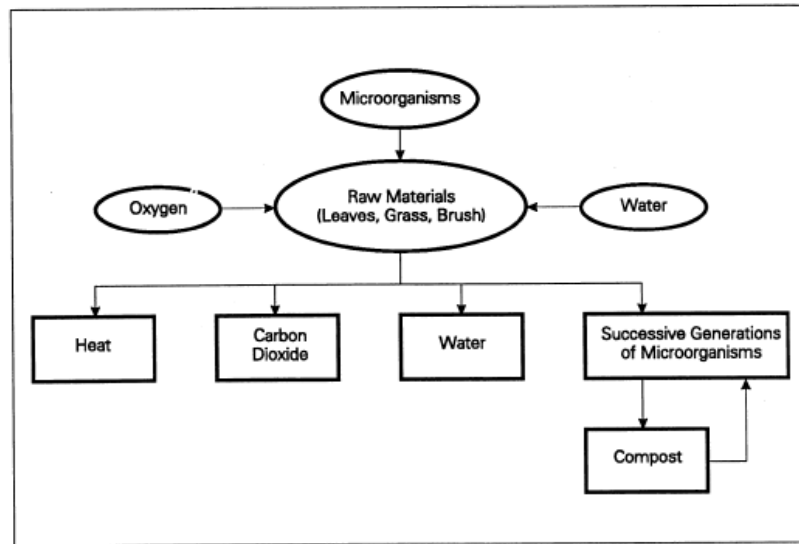 Microorganisms
Oxygen
Raw Materials
(Leaves, Grass, Brush)
Water
Heat
Carbon
Dioxide
Water
Successive Generations
of Microorganisms
Compost